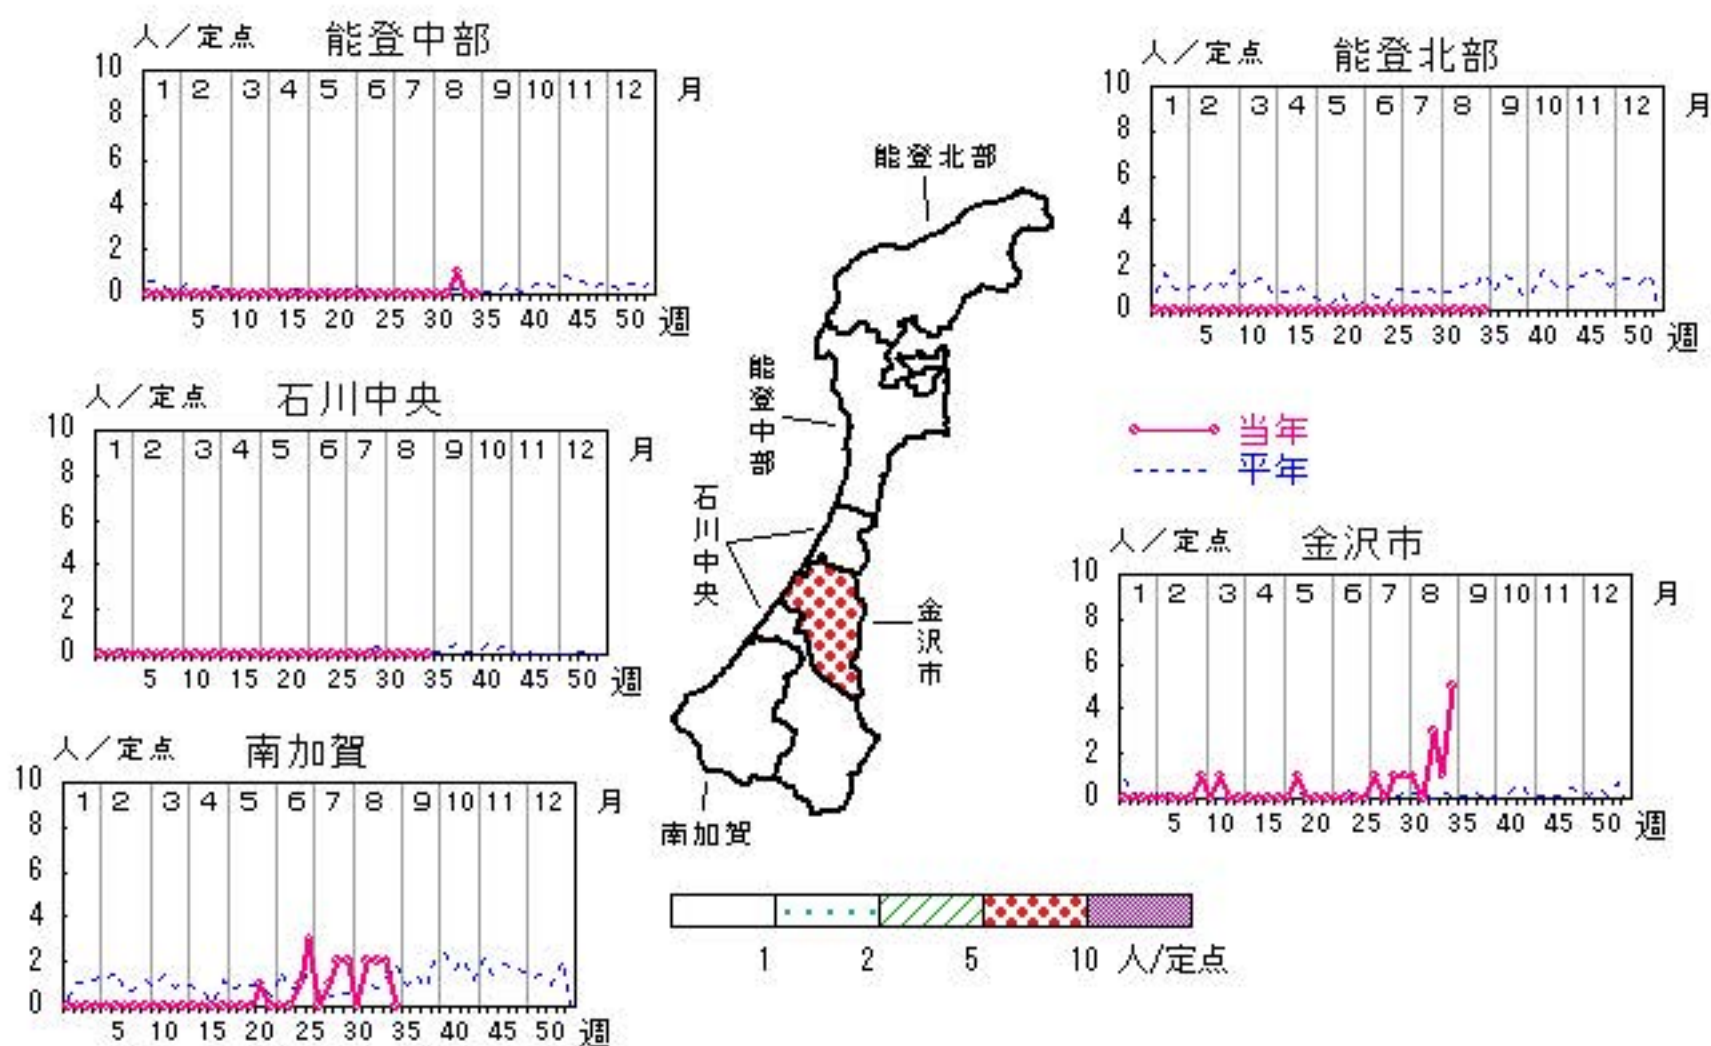 人／定点 能登中部
10 8 6 4 2 0
1 2 3 4 5 6 7 8 9 10 11 12 月
5 10 15 20 25 30 35 40 45 50 週
人／定点 能登北部
10 8 6 4 2 0
1 2 3 4 5 6 7 8 9 10 11 12 月
5 10 15 20 25 30 35 40 45 50 週
人／定点 石川中央
10 8 6 4 2 0
1 2 3 4 5 6 7 8 9 10 11 12 月
5 10 15 20 25 30 35 40 45 50 週
能登北部
能登中部
石川中央
金沢市
南加賀
当年
平年
人／定点 金沢市
10 8 6 4 2 0
1 2 3 4 5 6 7 8 9 10 11 12 月
5 10 15 20 25 30 35 40 45 50 週
人／定点 南加賀
10 8 6 4 2 0
1 2 3 4 5 6 7 8 9 10 11 12 月
5 10 15 20 25 30 35 40 45 50 週
1 2 5 10 人/定点